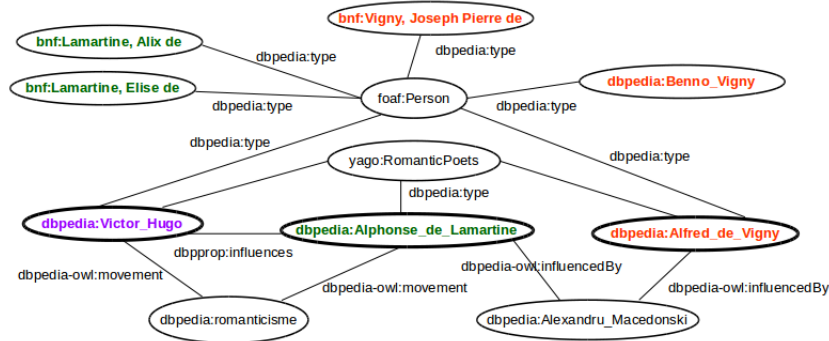 bnf:Vigny, Joseph Pierre de
bnf:Lamartine, Alix de
dbpedia:type
dbpedia:type
bnf:Lamartine, Elise de
dbpedia:Benno_Vigny
dbpedia:type
foaf:Person
dbpedia:type
dbpedia:type
dbpedia:type
yago:RomanticPoets
dbpedia:type
dbpedia:Victor_Hugo
dbpedia:Alphonse_de_Lamartine
dbpedia:Alfred_de_Vigny
dbpprop:influences
dbpedia-owl:movement
dbpedia-owl:influencedBy
dbpedia-owl:movement
dbpedia-owl:influencedBy
dbpedia:romanticisme
dbpedia:Alexandru_Macedonski